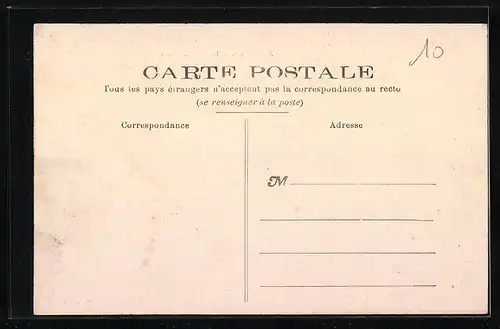 10
CARTE POSTALE
Tous les pays étrangers n'acceptent pas la correspondance au recto
(se renseigner à la poste)
Correspondance
Adresse
M